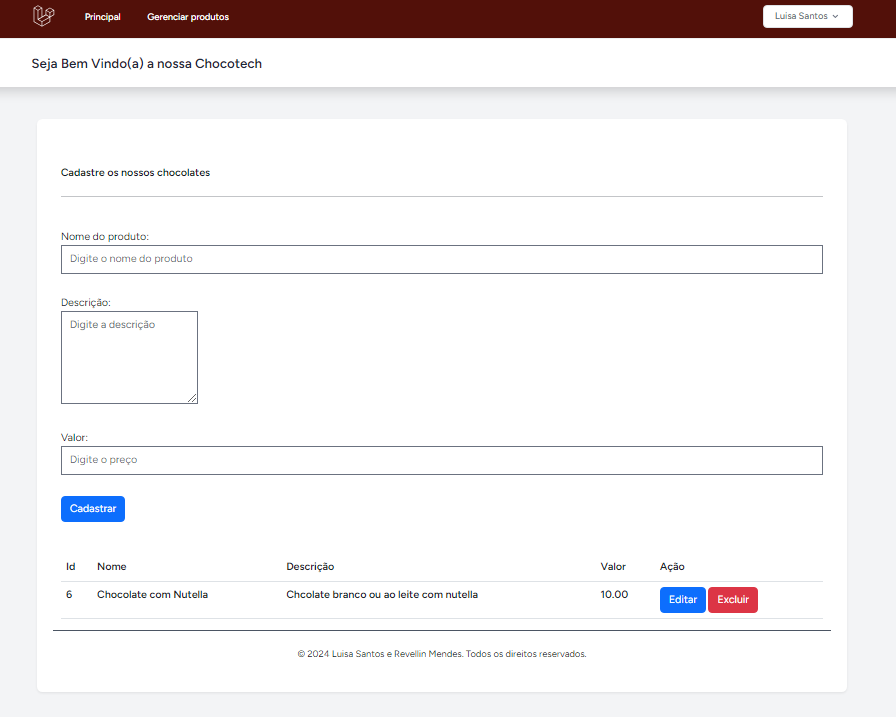 Principal Gerenciar produtos Luisa Santos
Seja Bem Vindo(a) a nossa Chocotech
Cadastre os nossos chocolates
Nome do produto:
Digite o nome do produto
Descrição:
Digite a descrição
Valor:
Digite o preço
Cadastrar
Id Nome Descrição Valor Ação
6 Chocolate com Nutella Chcolate branco ou ao leite com nutella 10.00 Editar Excluir
© 2024 Luisa Santos e Revellin Mendes. Todos os direitos reservados.